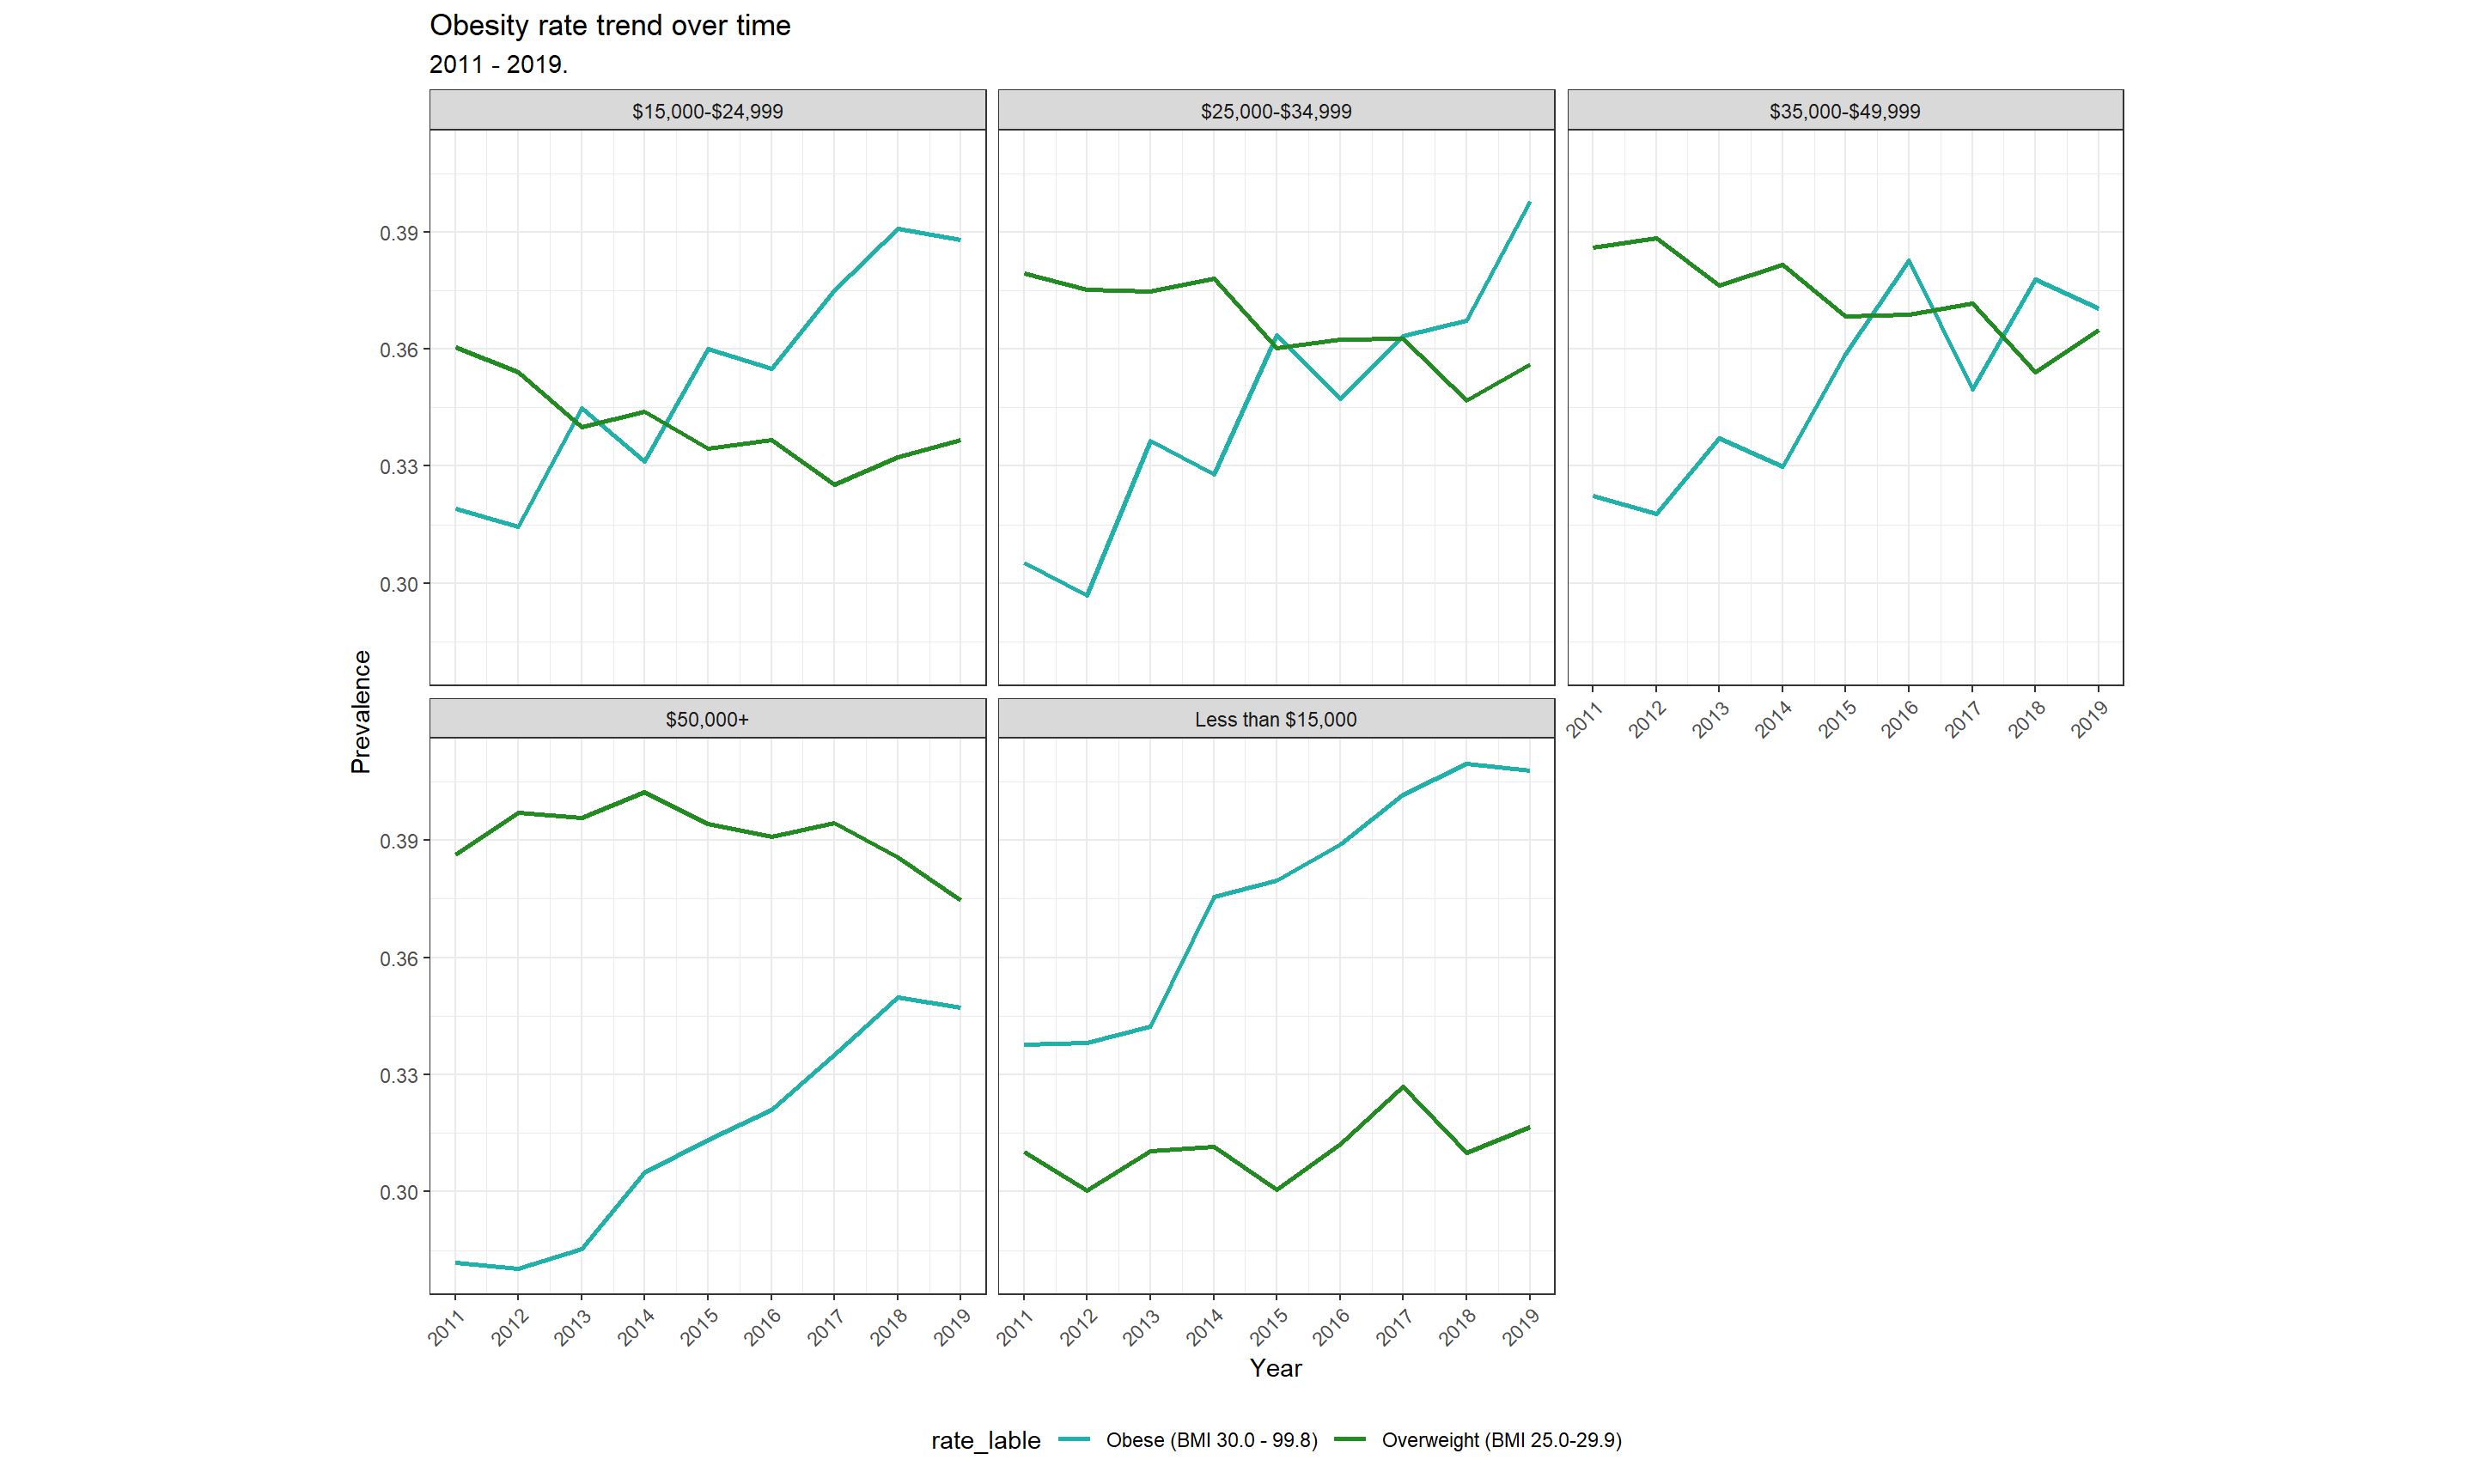 Obesity rate trend over time
2011 - 2019.
$15,000-$24,999
$25,000-$34,999
$35,000-$49,999
0.39
0.36
0.33
0.30
2011 2012 2013 2014 2015 2016 2017 2018 2019
Prevalence
$50,000+
Less than $15,000
0.39
0.36
0.33
0.30
2011 2012 2013 2014 2015 2016 2017 2018 2019
2011 2012 2013 2014 2015 2016 2017 2018 2019
Year
rate_lable Obese (BMI 30.0 - 99.8) Overweight (BMI 25.0-29.9)